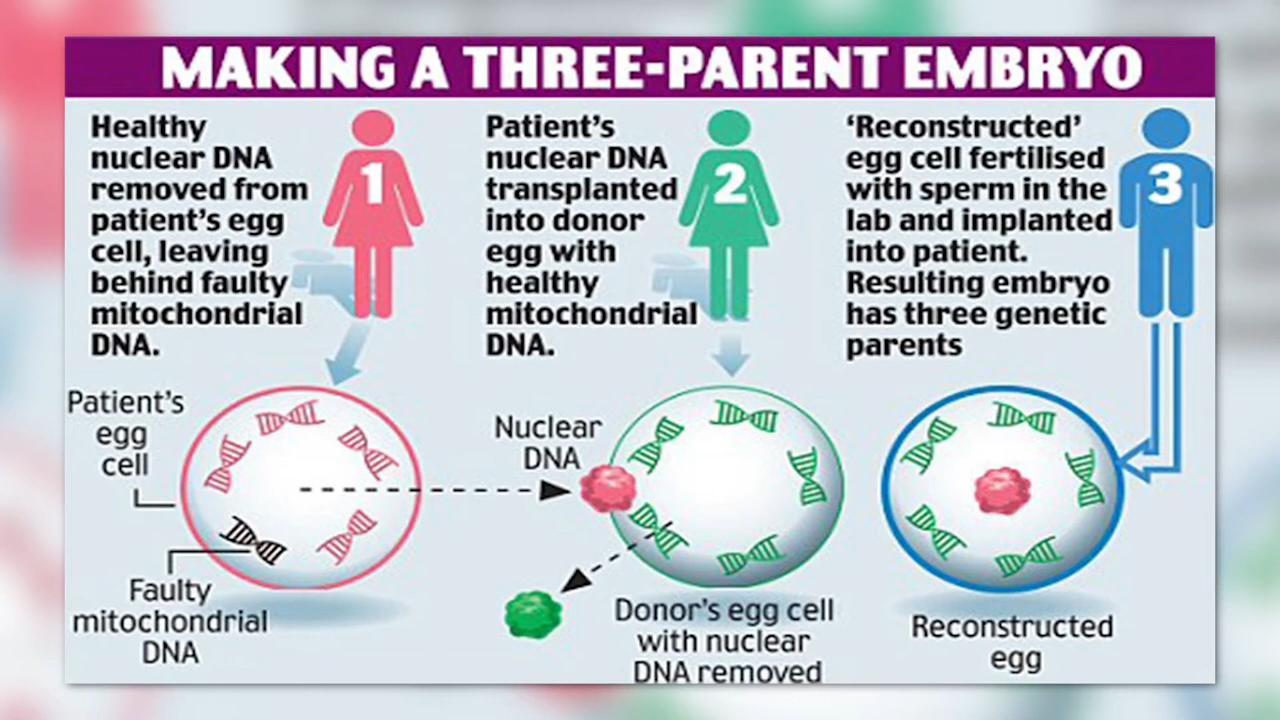 MAKING A THREE-PARENT EMBRYO
Healthy
nuclear DNA
removed from
patient's egg
cell, leaving
behind faulty
mitochondrial
DNA.
1
Patient's
nuclear DNA
transplanted
into donor
egg with
healthy
mitochondrial
DNA.
2
‘Reconstructed’
egg cell fertilised
with sperm in the
lab and implanted
into patient.
Resulting embryo
has three genetic
parents
3
Patient's
egg
cell
Faulty
mitochondrial
DNA
Nuclear
DNA
Donor's egg cell
with nuclear
DNA removed
Reconstructed
egg